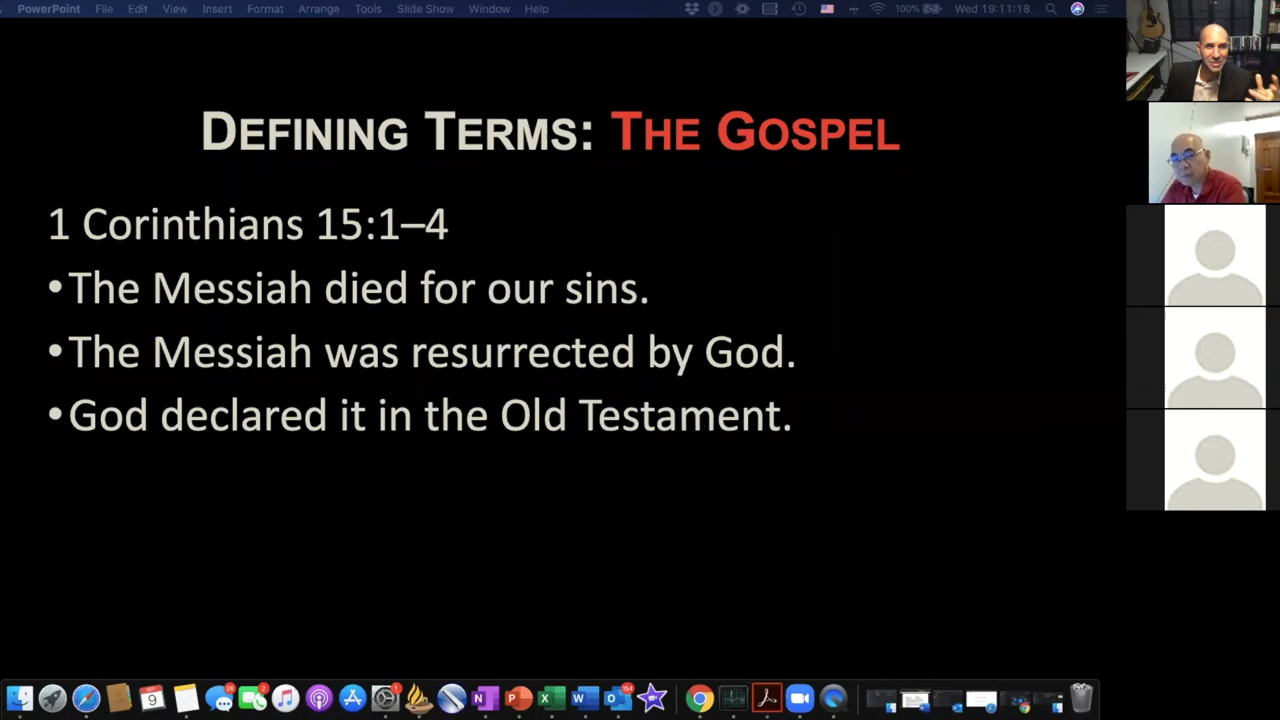 PowerPoint File Edit View Insert Format Arrange Tools Slide Show Window Help 100% Wed 19:11:18
DEFINING TERMS: THE GOSPEL
1 Corinthians 15:1–4
•The Messiah died for our sins.
•The Messiah was resurrected by God.
•God declared it in the Old Testament.
9